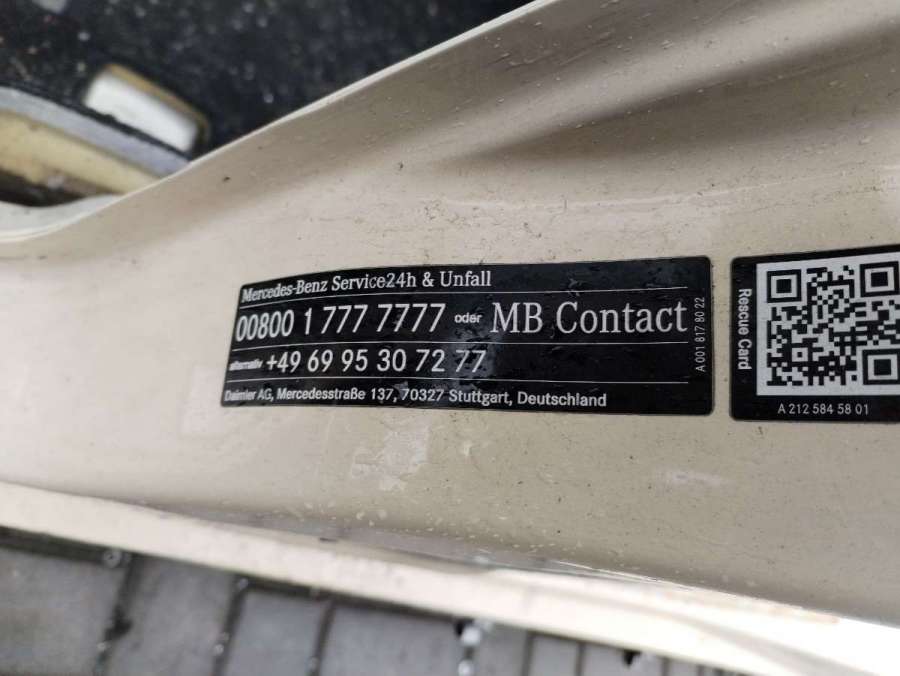 Mercedes-Benz Service24h & Unfall
00800 1 777 7777 oder MB Contact
alternativ +49 69 95 30 72 77
Daimler AG, Mercedesstraße 137, 70327 Stuttgart, Deutschland
A 001 817 80 22
Rescue Card
A 212 584 58 01